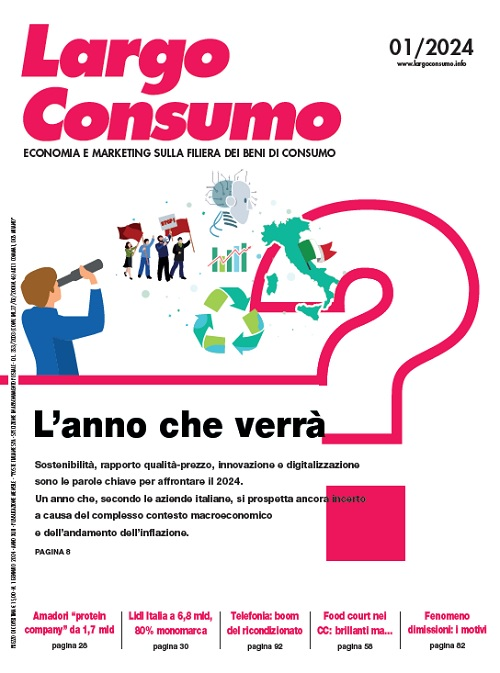 Largo
Consumo
01/2024
www.largoconsumo.info
ECONOMIA E MARKETING SULLA FILIERA DEI BENI DI CONSUMO
STOP!
L'anno che verrà
Sostenibilità, rapporto qualità-prezzo, innovazione e digitalizzazione
sono le parole chiave per affrontare il 2024.
Un anno che, secondo le aziende italiane, si prospetta ancora incerto
a causa del complesso contesto macroeconomico
e dell'andamento dell'inflazione.
PAGINA 8
Amadori "protein
company" da 1,7 mld
pagina 28
Lidl Italia a 6,8 mld,
80% monomarca
pagina 30
Telefonia: boom
del ricondizionato
pagina 92
Food court nei
CC: brillanti ma...
pagina 58
Fenomeno
dimissioni: i motivi
pagina 82